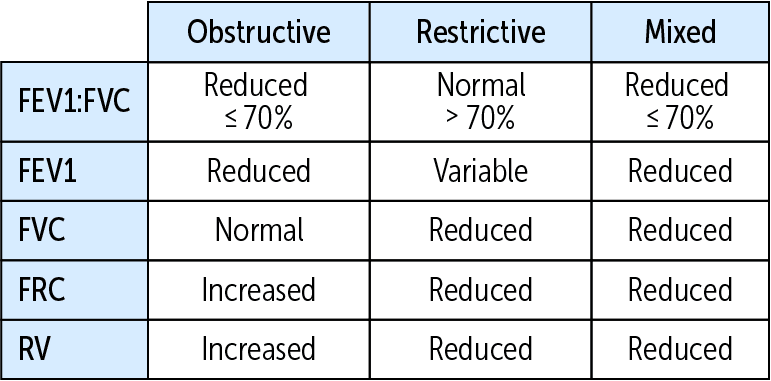 Obstructive Restrictive Mixed
FEV1:FVC Reduced Normal Reduced
≤ 70% > 70% ≤ 70%
FEV1 Reduced Variable Reduced
FVC Normal Reduced Reduced
FRC Increased Reduced Reduced
RV Increased Reduced Reduced